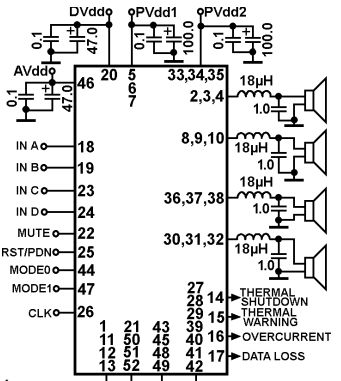 DVdd PVdd1 PVdd2
0.1 + 47.0 0.1 + 100.0 0.1 + 100.0
AVdd
0.1 + 47.0
46
20 5 33,34,35
6
7
2,3,4
18μH
1.0
8,9,10
18μH
1.0
36,37,38
18μH
1.0
30,31,32
18μH
1.0
IN A 18
IN B 19
IN C 23
IN D 24
MUTE 22
RST/PDN 25
MODE0 44
MODE1 47
CLK 26
27
28
29
39
40
41
42
1 21 43
11 50 45
12 51 48
13 52 49
14 THERMAL
SHUTDOWN
15 THERMAL
WARNING
16 OVERCURRENT
17 DATA LOSS